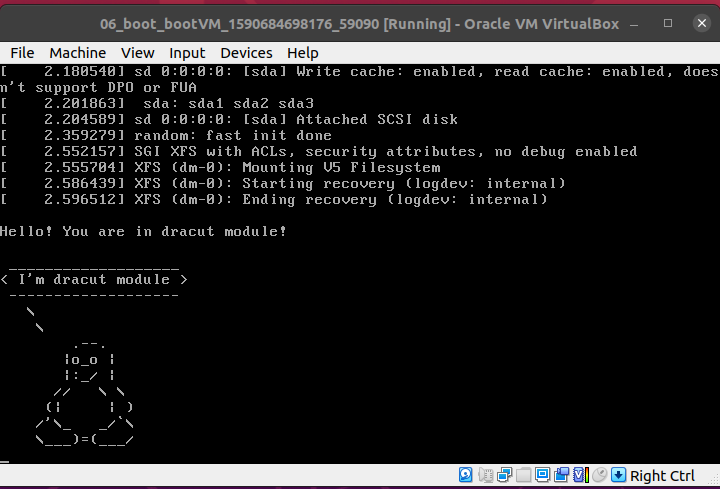 06_boot_bootVM_1590684698176_59090 [Running] - Oracle VM VirtualBox
File Machine View Input Devices Help
[    2.180540] sd 0:0:0:0: [sda] Write cache: enabled, read cache: enabled, does
n't support DPO or FUA
[    2.201863]  sda: sda1 sda2 sda3
[    2.204589] sd 0:0:0:0: [sda] Attached SCSI disk
[    2.359279] random: fast init done
[    2.552157] SGI XFS with ACLs, security attributes, no debug enabled
[    2.555704] XFS (dm-0): Mounting V5 Filesystem
[    2.586439] XFS (dm-0): Starting recovery (logdev: internal)
[    2.596512] XFS (dm-0): Ending recovery (logdev: internal)
Hello! You are in dracut module!
 ___________________
< I'm dracut module >
 -------------------
   \
    \
        .--.
       |o_o |
       |:_/ |
      //   \ \
     (|     | )
    /'\_   _/`\
    \___)=(___/
_
Right Ctrl